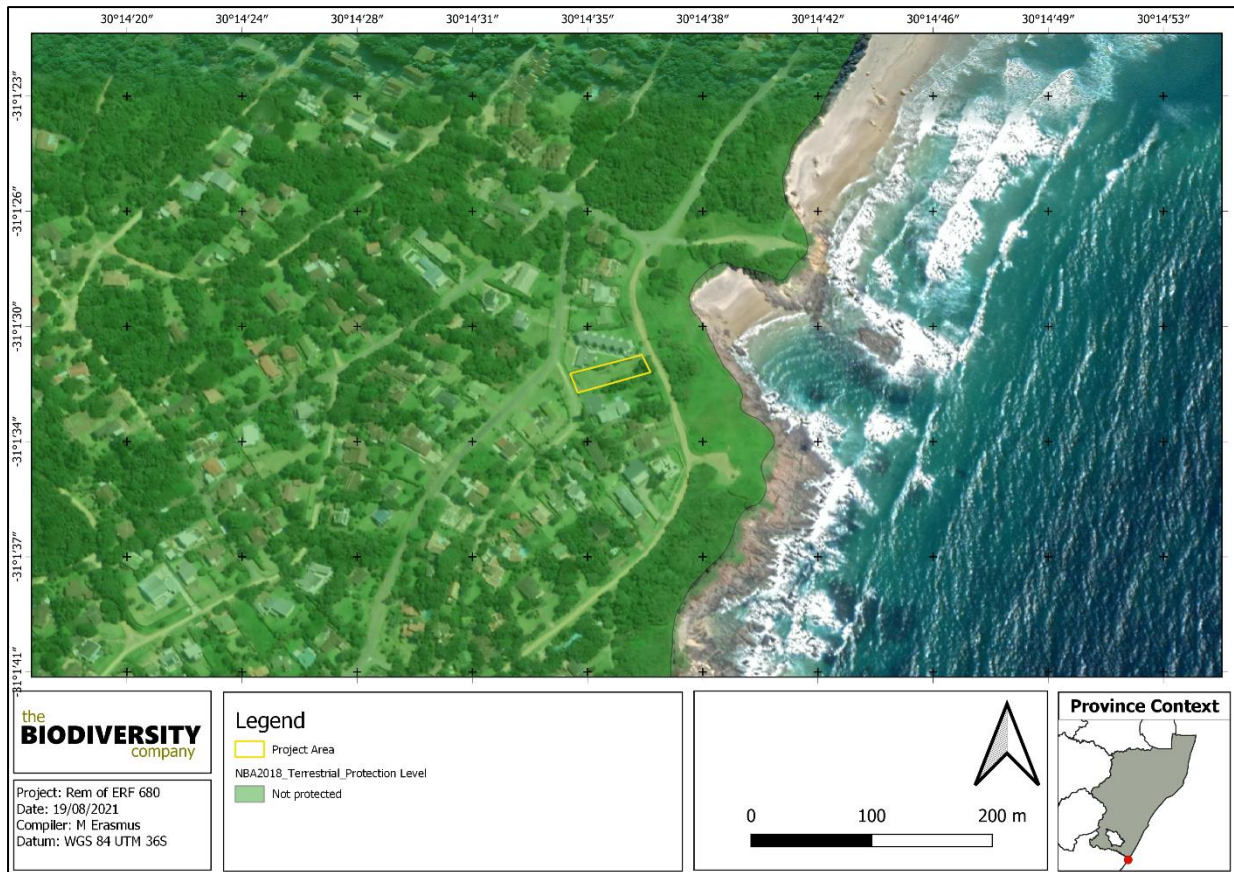 30°14'20" 30°14'24" 30°14'28" 30°14'31" 30°14'35" 30°14'38" 30°14'42" 30°14'46" 30°14'49" 30°14'53"
-31°1'23"
-31°1'26"
-31°1'30"
-31°1'34"
-31°1'37"
-31°1'41"
the
BIODIVERSITY
company
Project: Rem of ERF 680
Date: 19/08/2021
Compiler: M Erasmus
Datum: WGS 84 UTM 36S
Legend
Project Area
NBA2018_Terrestrial_Protection Level
Not protected
0 100 200 m
Province Context